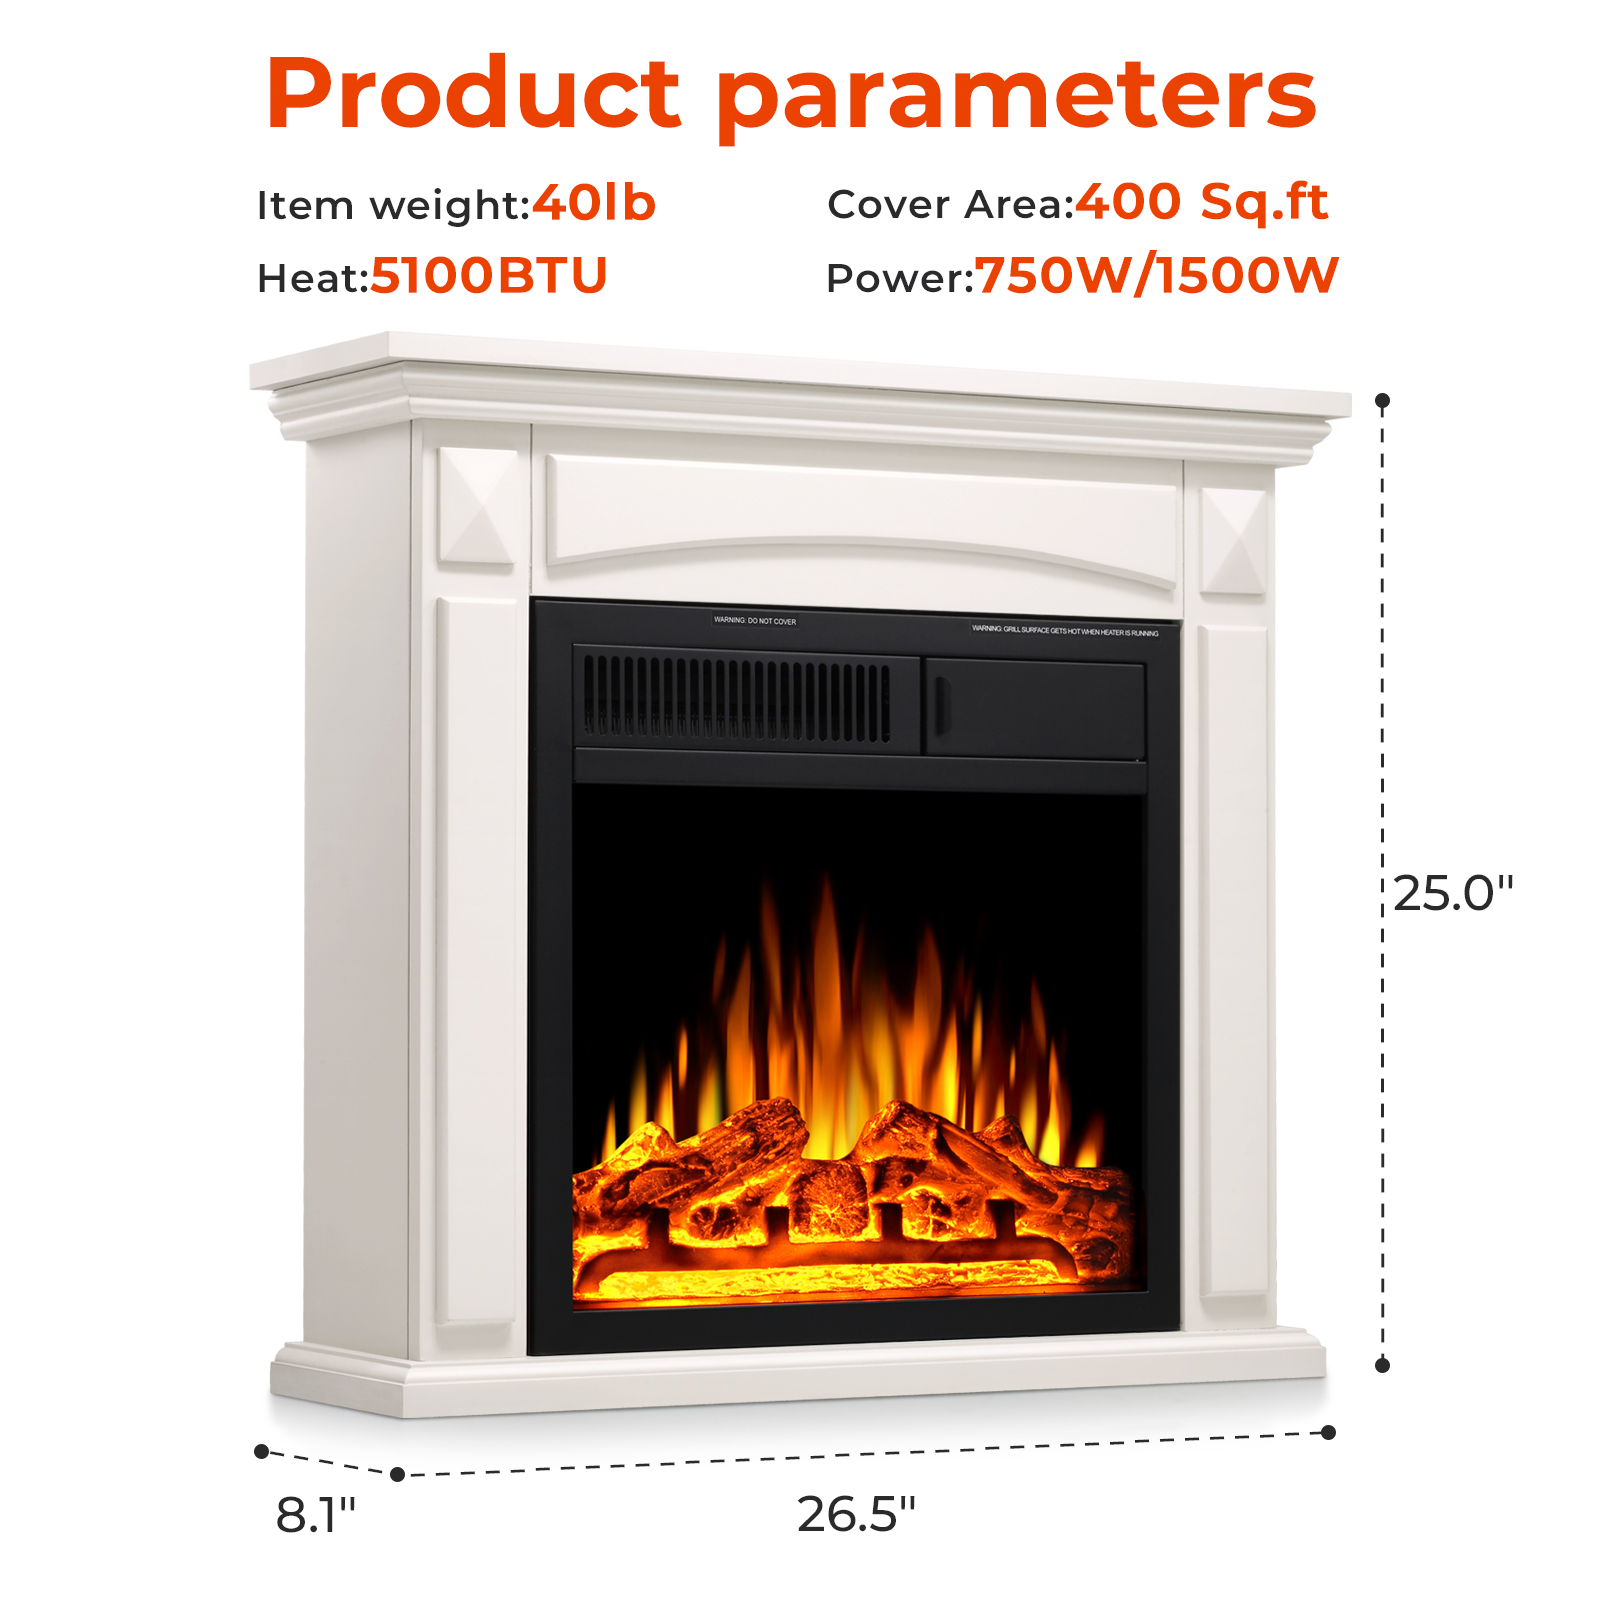 Product parameters
Item weight:40lb
Cover Area:400 Sq.ft
Heat:5100BTU
Power:750W/1500W
WARNING: DO NOT COVER
WARNING: GRILL SURFACE GETS HOT WHEN HEATER IS RUNNING
25.0"
8.1"
26.5"